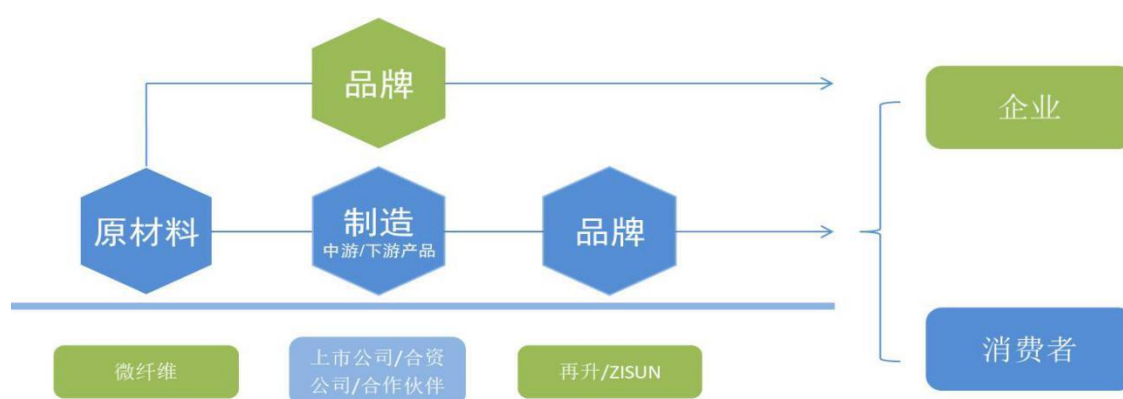 品牌
企业
原材料
制造
中游/下游产品
品牌
消费者
微纤维
上市公司/合资
公司/合作伙伴
再升/ZISUN